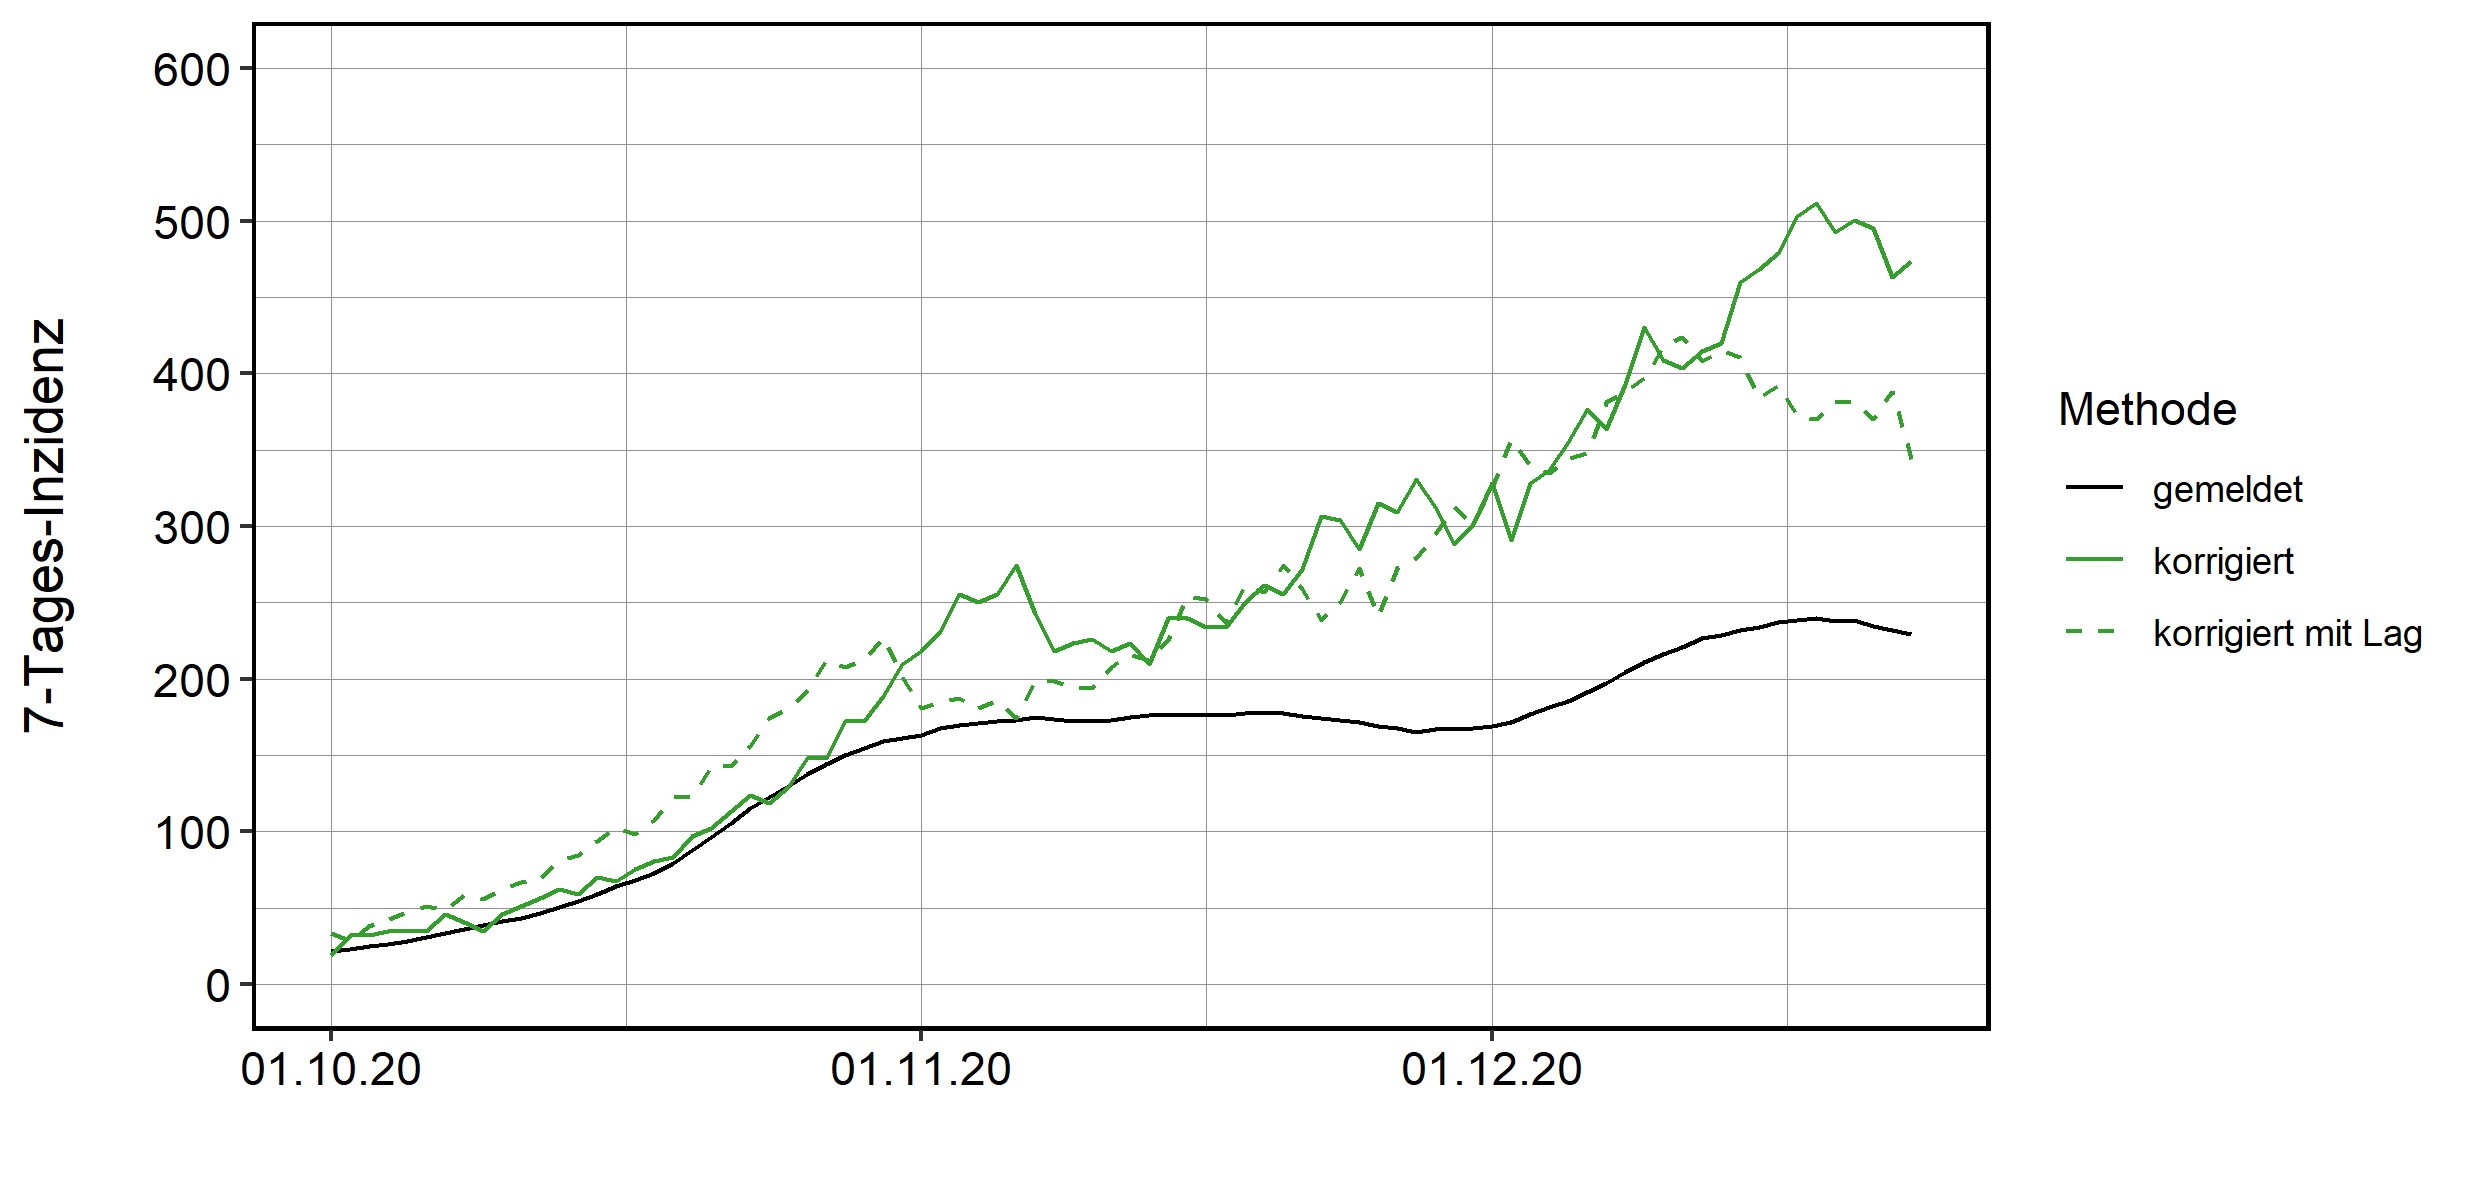 7-Tages-Inzidenz
600
500
400
300
200
100
0
01.10.20
01.11.20
01.12.20
Methode
gemeldet
korrigiert
korrigiert mit Lag